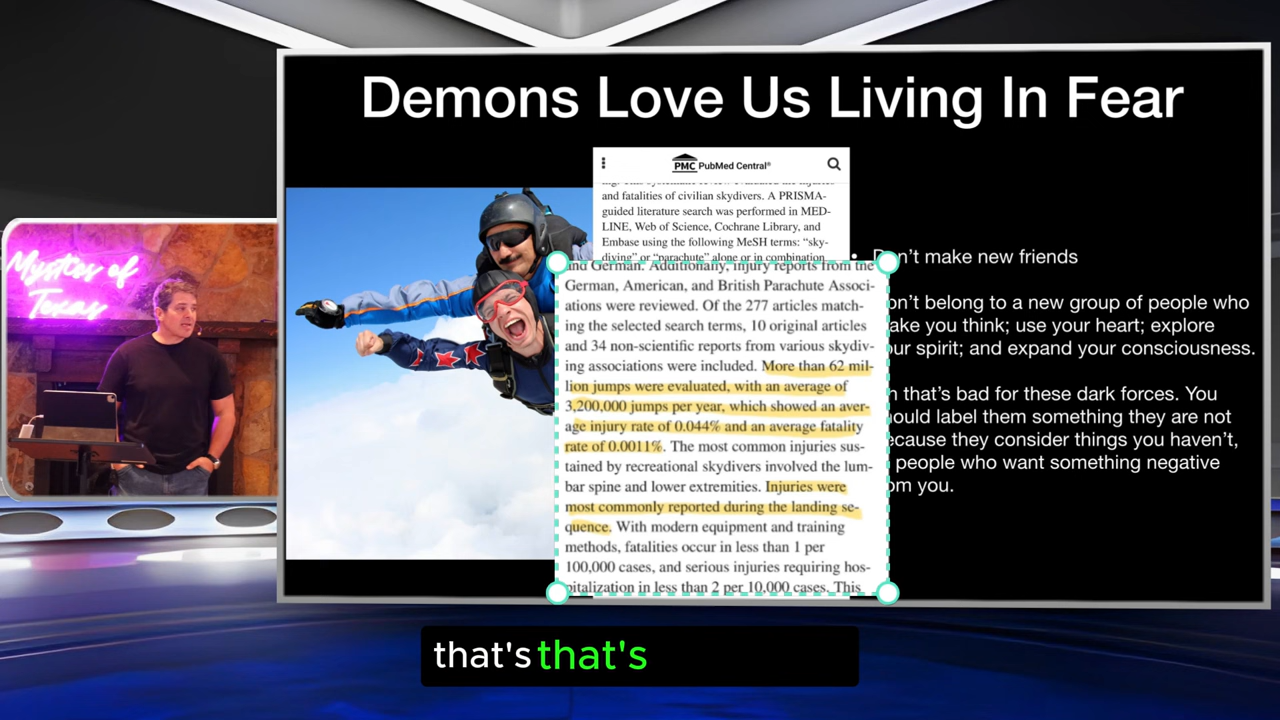 Demons Love Us Living In Fear
Mystics of
Texas
PMC PubMed Central®
and fatalities of civilian skydivers. A PRISMA-
guided literature search was performed in MED-
LINE, Web of Science, Cochrane Library, and
Embase using the following MeSH terms: “sky-
diving” or “parachute” alone or in combination
and German. Additionally, injury reports from the
German, American, and British Parachute Associ-
ations were reviewed. Of the 277 articles match-
ing the selected search terms, 10 original articles
and 34 non-scientific reports from various skydiv-
ing associations were included. More than 62 mil-
lion jumps were evaluated, with an average of
3,200,000 jumps per year, which showed an aver-
age injury rate of 0.044% and an average fatality
rate of 0.0011%. The most common injuries sus-
tained by recreational skydivers involved the lum-
bar spine and lower extremities. Injuries were
most commonly reported during the landing se-
quence. With modern equipment and training
methods, fatalities occur in less than 1 per
100,000 cases, and serious injuries requiring hos-
pitalization in less than 2 per 10,000 cases. This
Don’t make new friends
on’t belong to a new group of people who
ake you think; use your heart; explore
our spirit; and expand your consciousness.
that’s bad for these dark forces. You
ould label them something they are not
ecause they consider things you haven’t,
people who want something negative
om you.
that's that's